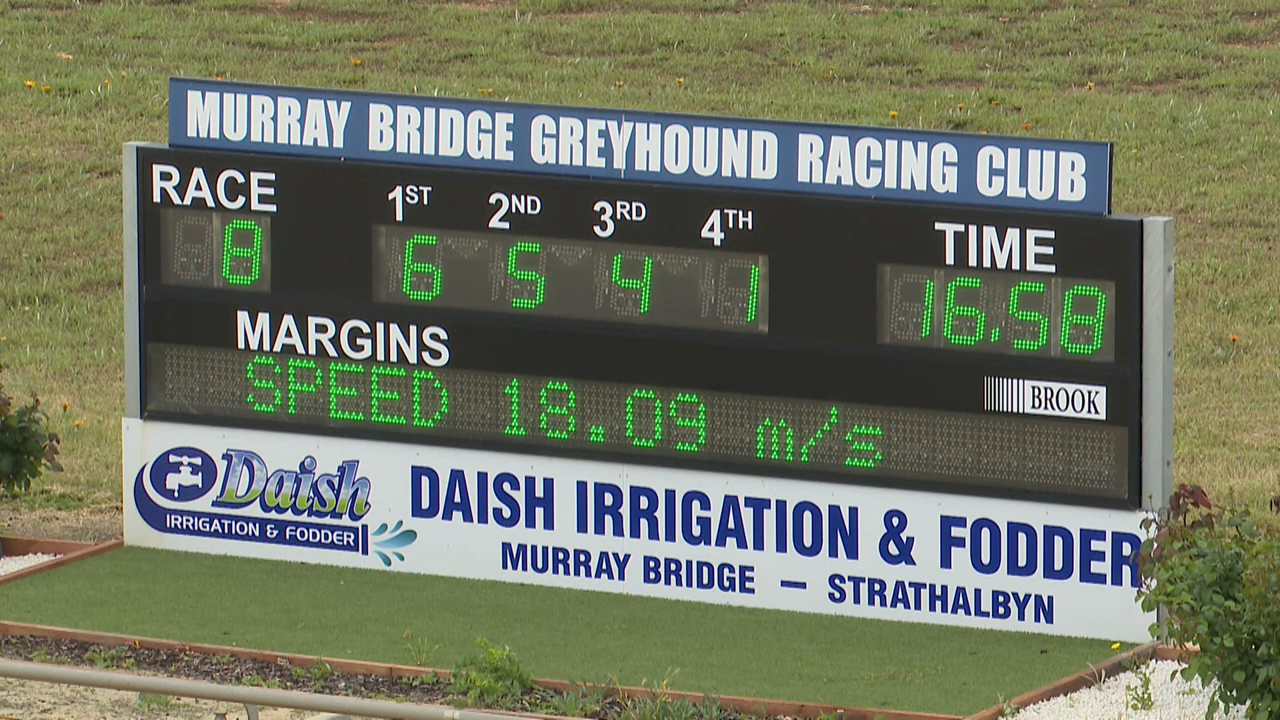 MURRAY BRIDGE GREYHOUND RACING CLUB
RACE 1ST 2ND 3RD 4TH TIME
8 6 5 4 1 16.58
MARGINS
BROOK
SPEED 18.09 m/s
Daish
IRRIGATION & FODDER
DAISH IRRIGATION & FODDER
MURRAY BRIDGE – STRATHALBYN